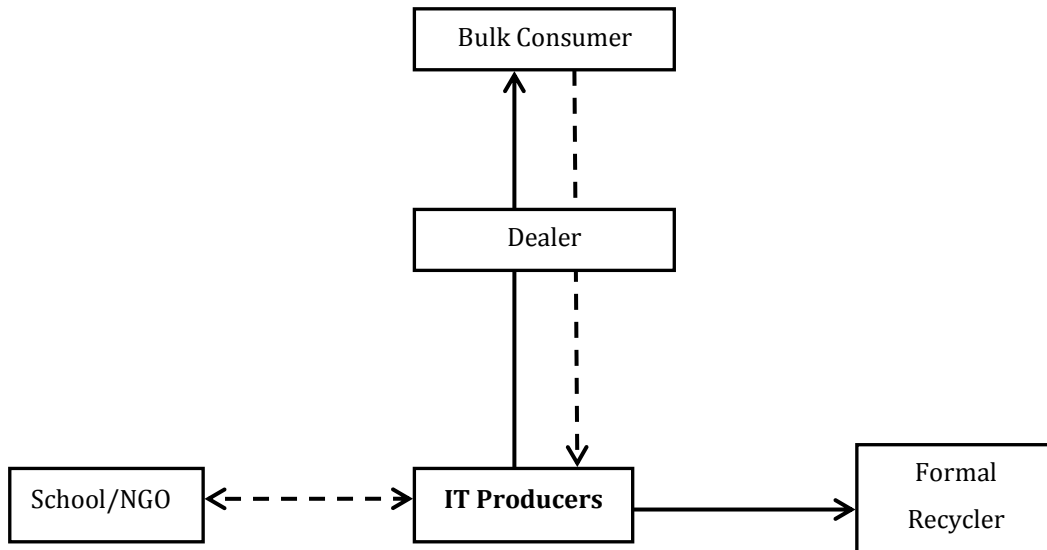 Bulk Consumer
Dealer
School/NGO
IT Producers
Formal
Recycler